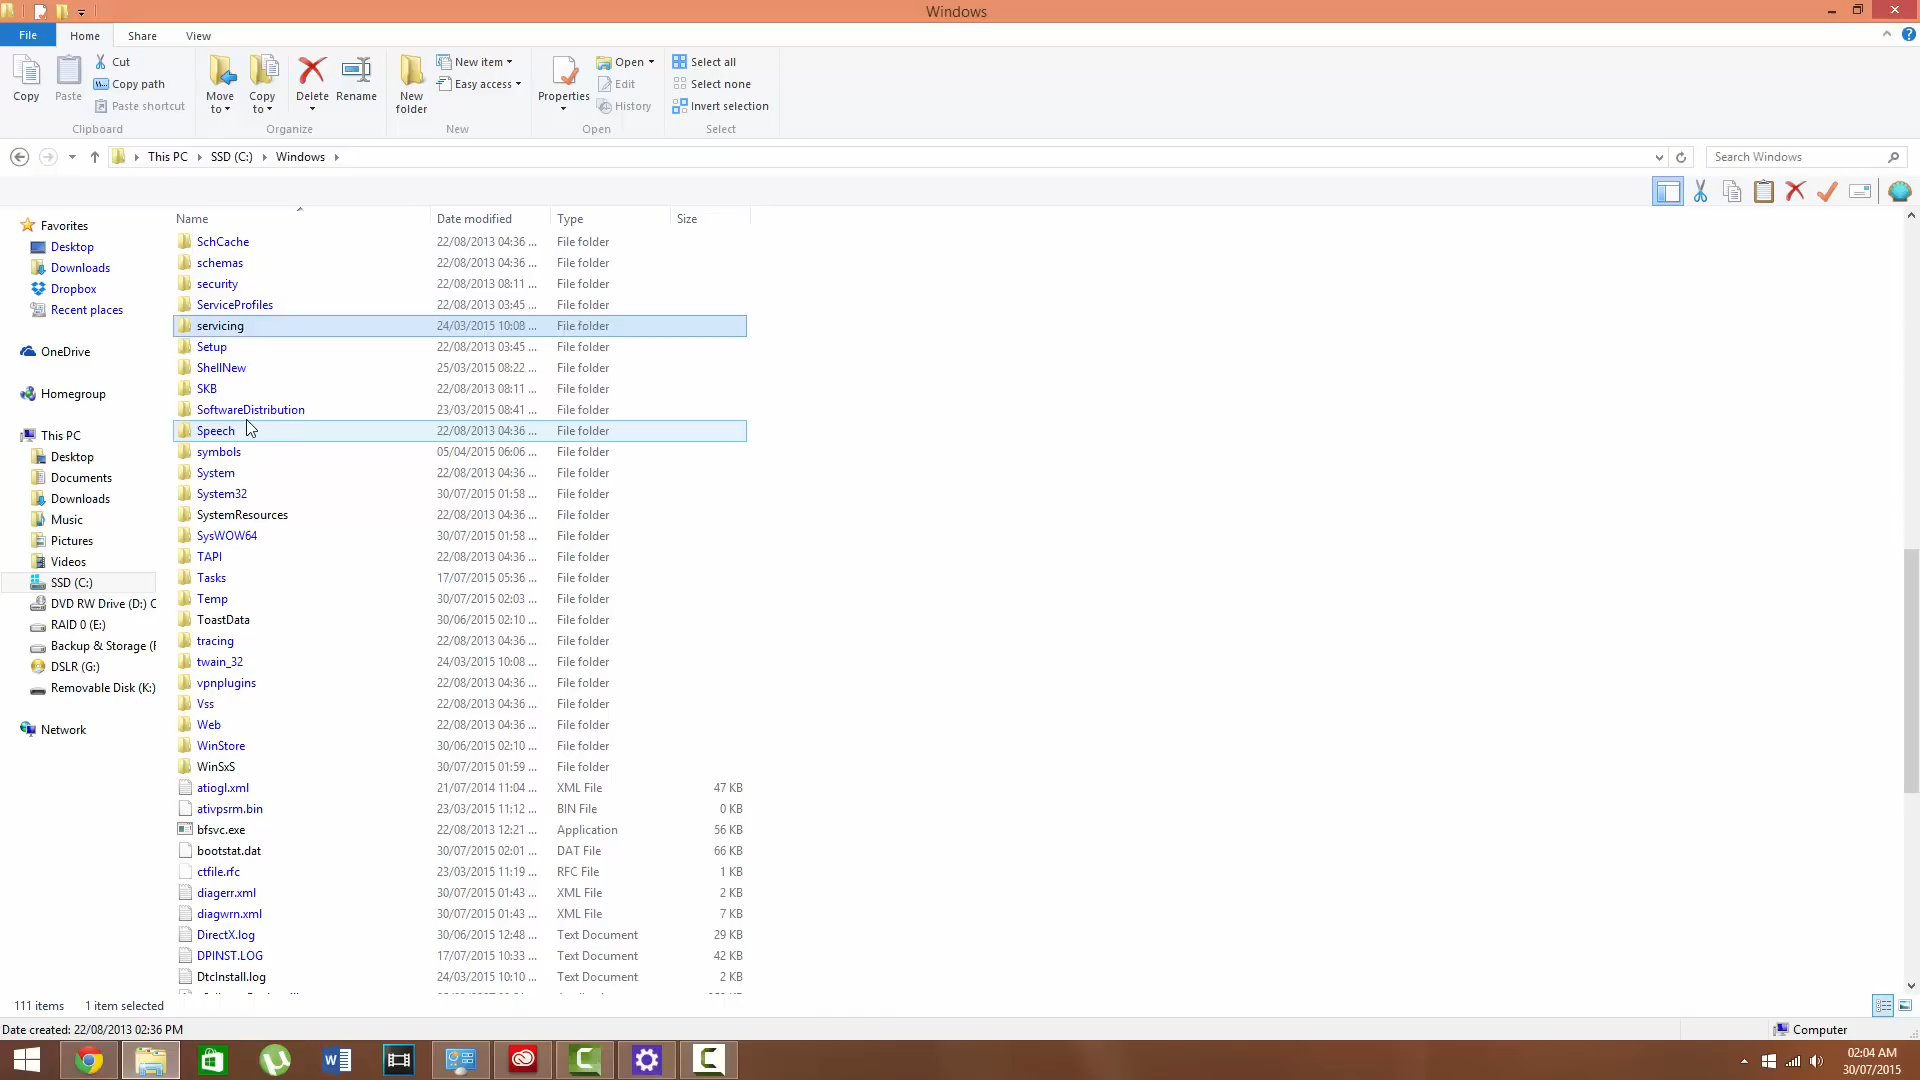 Windows
File Home Share View
Copy
Paste
Cut
Copy path
Paste shortcut
Clipboard
Move to
Copy to
Delete
Rename
Organize
New folder
New item
Easy access
New
Properties
Open
Edit
History
Open
Select all
Select none
Invert selection
Select
This PC SSD (C:) Windows
Search Windows
Favorites
Desktop
Downloads
Dropbox
Recent places
OneDrive
Homegroup
This PC
Desktop
Documents
Downloads
Music
Pictures
Videos
SSD (C:)
DVD RW Drive (D:) C
RAID 0 (E:)
Backup & Storage (F
DSLR (G:)
Removable Disk (K:)
Network
Name Date modified Type Size
SchCache 22/08/2013 04:36 ... File folder
schemas 22/08/2013 04:36 ... File folder
security 22/08/2013 08:11 ... File folder
ServiceProfiles 22/08/2013 03:45 ... File folder
servicing 24/03/2015 10:08 ... File folder
Setup 22/08/2013 03:45 ... File folder
ShellNew 25/03/2015 08:22 ... File folder
SKB 22/08/2013 08:11 ... File folder
SoftwareDistribution 23/03/2015 08:41 ... File folder
Speech 22/08/2013 04:36 ... File folder
symbols 05/04/2015 06:06 ... File folder
System 22/08/2013 04:36 ... File folder
System32 30/07/2015 01:58 ... File folder
SystemResources 22/08/2013 04:36 ... File folder
SysWOW64 30/07/2015 01:58 ... File folder
TAPI 22/08/2013 04:36 ... File folder
Tasks 17/07/2015 05:36 ... File folder
Temp 30/07/2015 02:03 ... File folder
ToastData 30/06/2015 02:10 ... File folder
tracing 22/08/2013 04:36 ... File folder
twain_32 24/03/2015 10:08 ... File folder
vpnplugins 22/08/2013 04:36 ... File folder
Vss 22/08/2013 04:36 ... File folder
Web 22/08/2013 04:36 ... File folder
WinStore 30/06/2015 02:10 ... File folder
WinSxS 30/07/2015 01:59 ... File folder
atiogl.xml 21/07/2014 11:04 ... XML File 47 KB
ativpsrm.bin 23/03/2015 11:12 ... BIN File 0 KB
bfsvc.exe 22/08/2013 12:21 ... Application 56 KB
bootstat.dat 30/07/2015 02:01 ... DAT File 66 KB
ctfile.rfc 23/03/2015 11:19 ... RFC File 1 KB
diagerr.xml 30/07/2015 01:43 ... XML File 2 KB
diagwrn.xml 30/07/2015 01:43 ... XML File 7 KB
DirectX.log 30/06/2015 12:48 ... Text Document 29 KB
DPINST.LOG 17/07/2015 10:33 ... Text Document 42 KB
DtcInstall.log 24/03/2015 10:10 ... Text Document 2 KB
111 items 1 item selected
Date created: 22/08/2013 02:36 PM
Computer
02:04 AM
30/07/2015